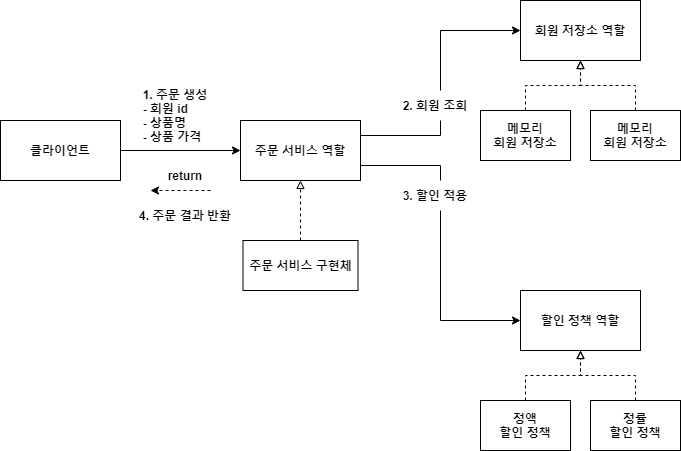 회원 저장소 역할
1. 주문 생성
- 회원 id
- 상품명
- 상품 가격
2. 회원 조회
메모리
회원 저장소
메모리
회원 저장소
클라이언트
주문 서비스 역할
return
3. 할인 적용
4. 주문 결과 반환
주문 서비스 구현체
할인 정책 역할
정액
할인 정책
정률
할인 정책